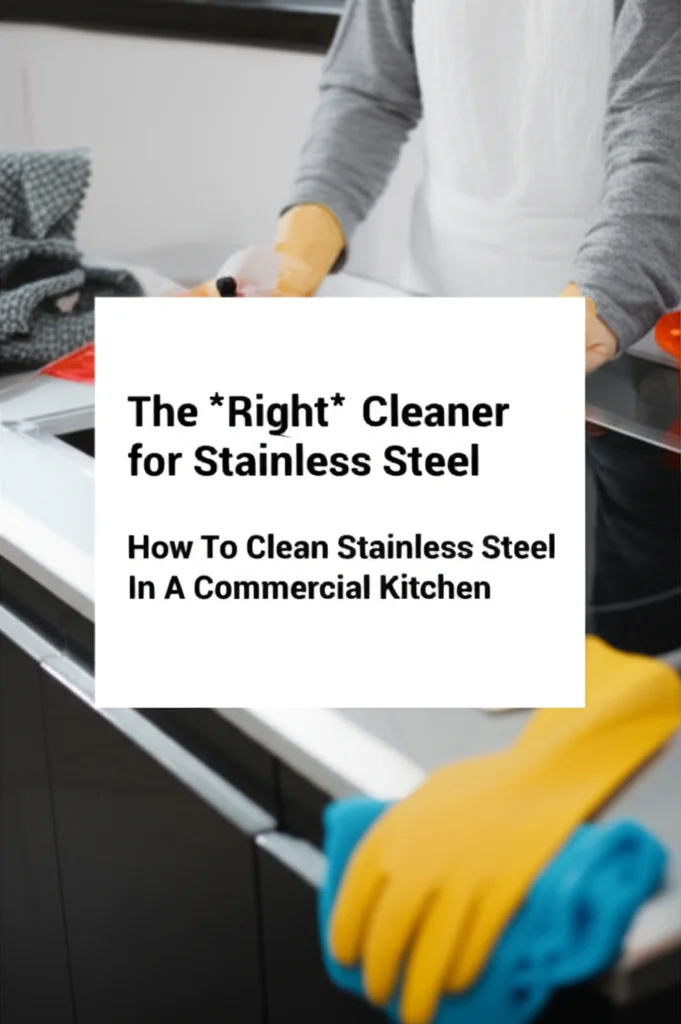 The *Right* Cleaner
for Stainless Steel
How To Clean Stainless Steel
In A Commercial Kitchen